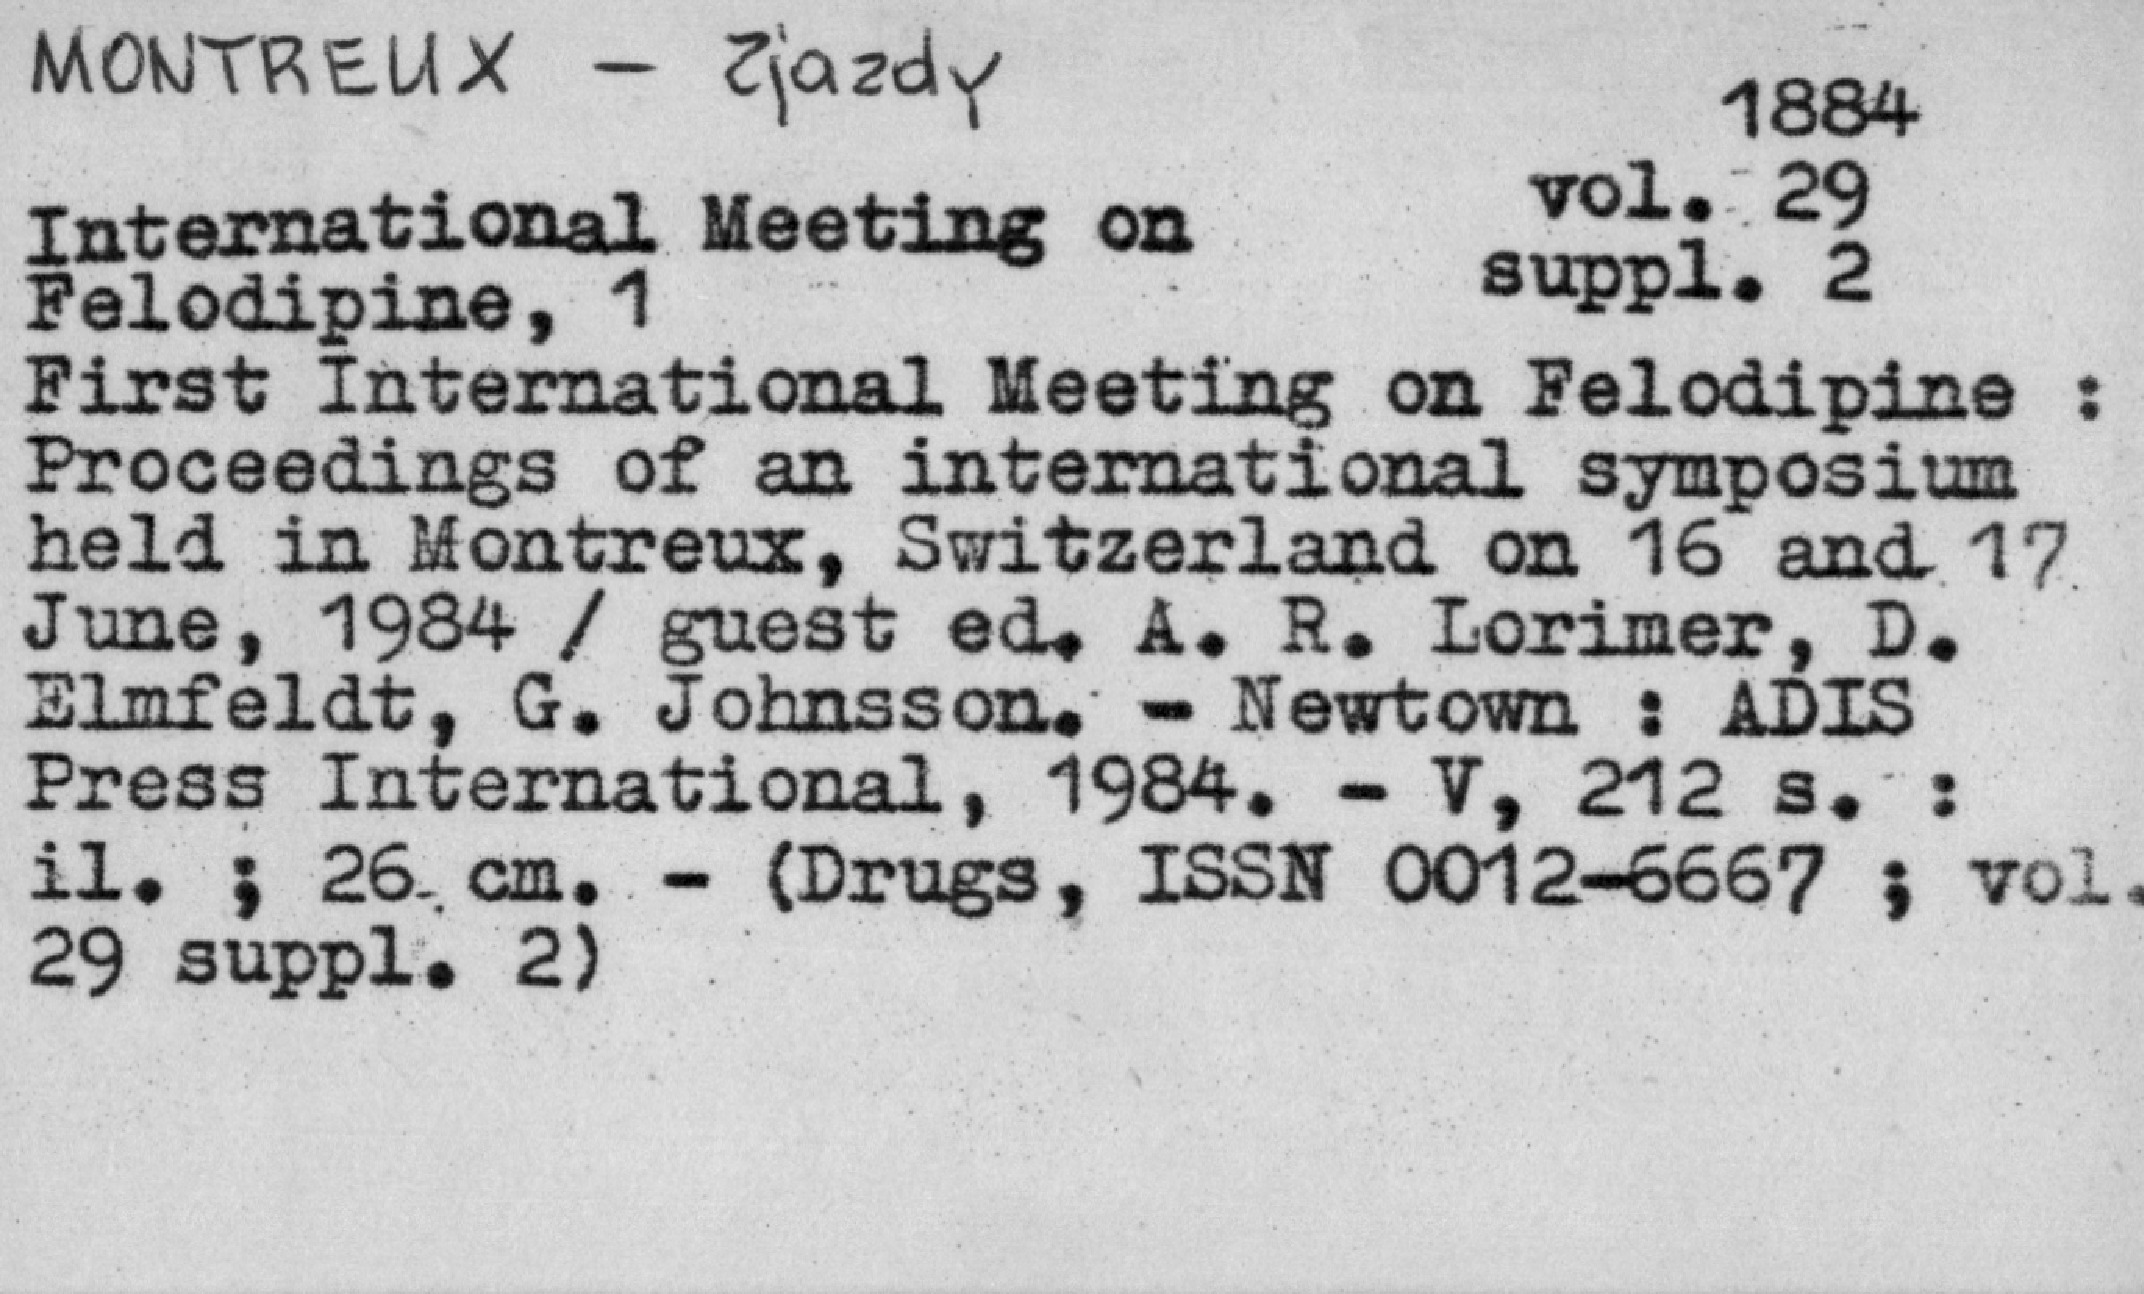 MONTREUX - Zjazdy
1884
vol. 29
suppl. 2
International Meeting on
Felodipine, 1
First International Meeting on Felodipine :
Proceedings of an international symposium
held in Montreux, Switzerland on 16 and 17
June, 1984 / guest ed. A. R. Lorimer, D.
Elmfeldt, G. Johnsson. - Newtown : ADIS
Press International, 1984. - V, 212 s. :
il. ; 26 cm. - (Drugs, ISSN 0012-6667 ; vol.
29 suppl. 2)